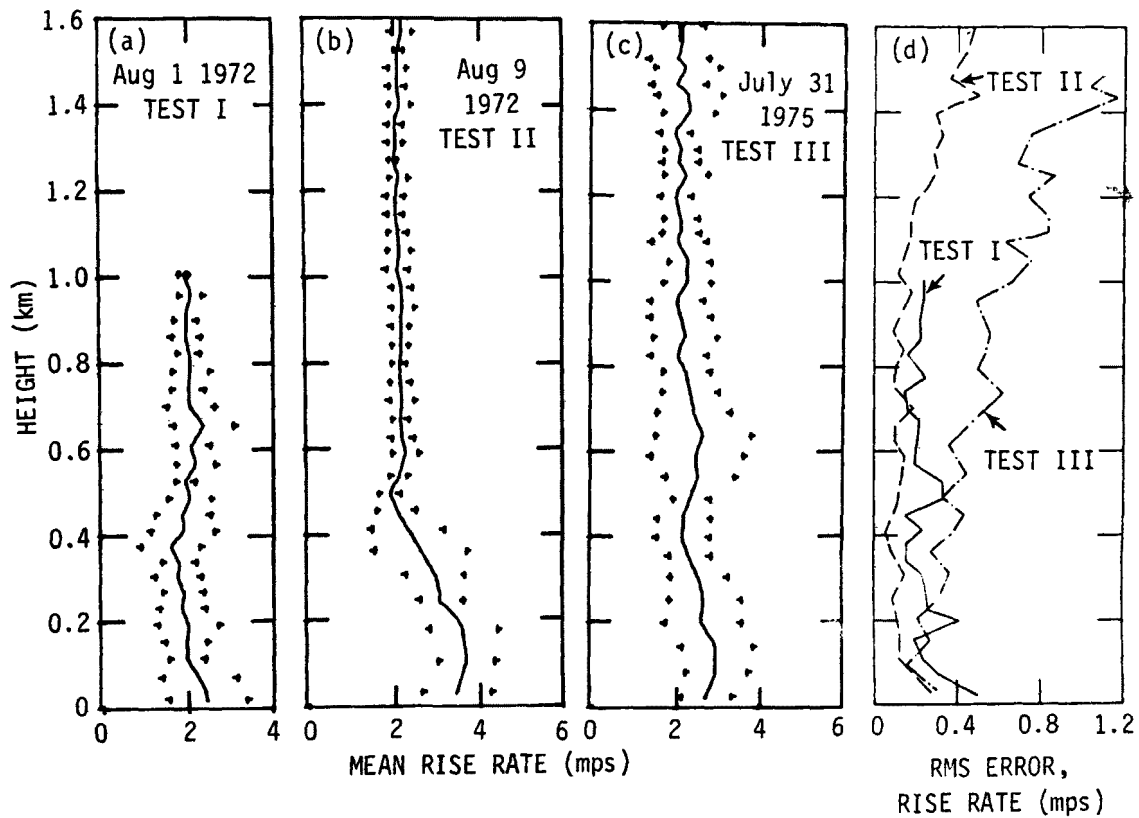 (a)
Aug 1 1972
TEST I
(b)
Aug 9
1972
TEST II
(c)
July 31
1975
TEST III
(d)
TEST II
TEST I
TEST III
1.6
1.4
1.2
1.0
0.8
0.6
0.4
0.2
0
HEIGHT (km)
0 2 4
0 2 4 6
0 2 4 6
0 0.4 0.8 1.2
MEAN RISE RATE (mps)
RMS ERROR,
RISE RATE (mps)